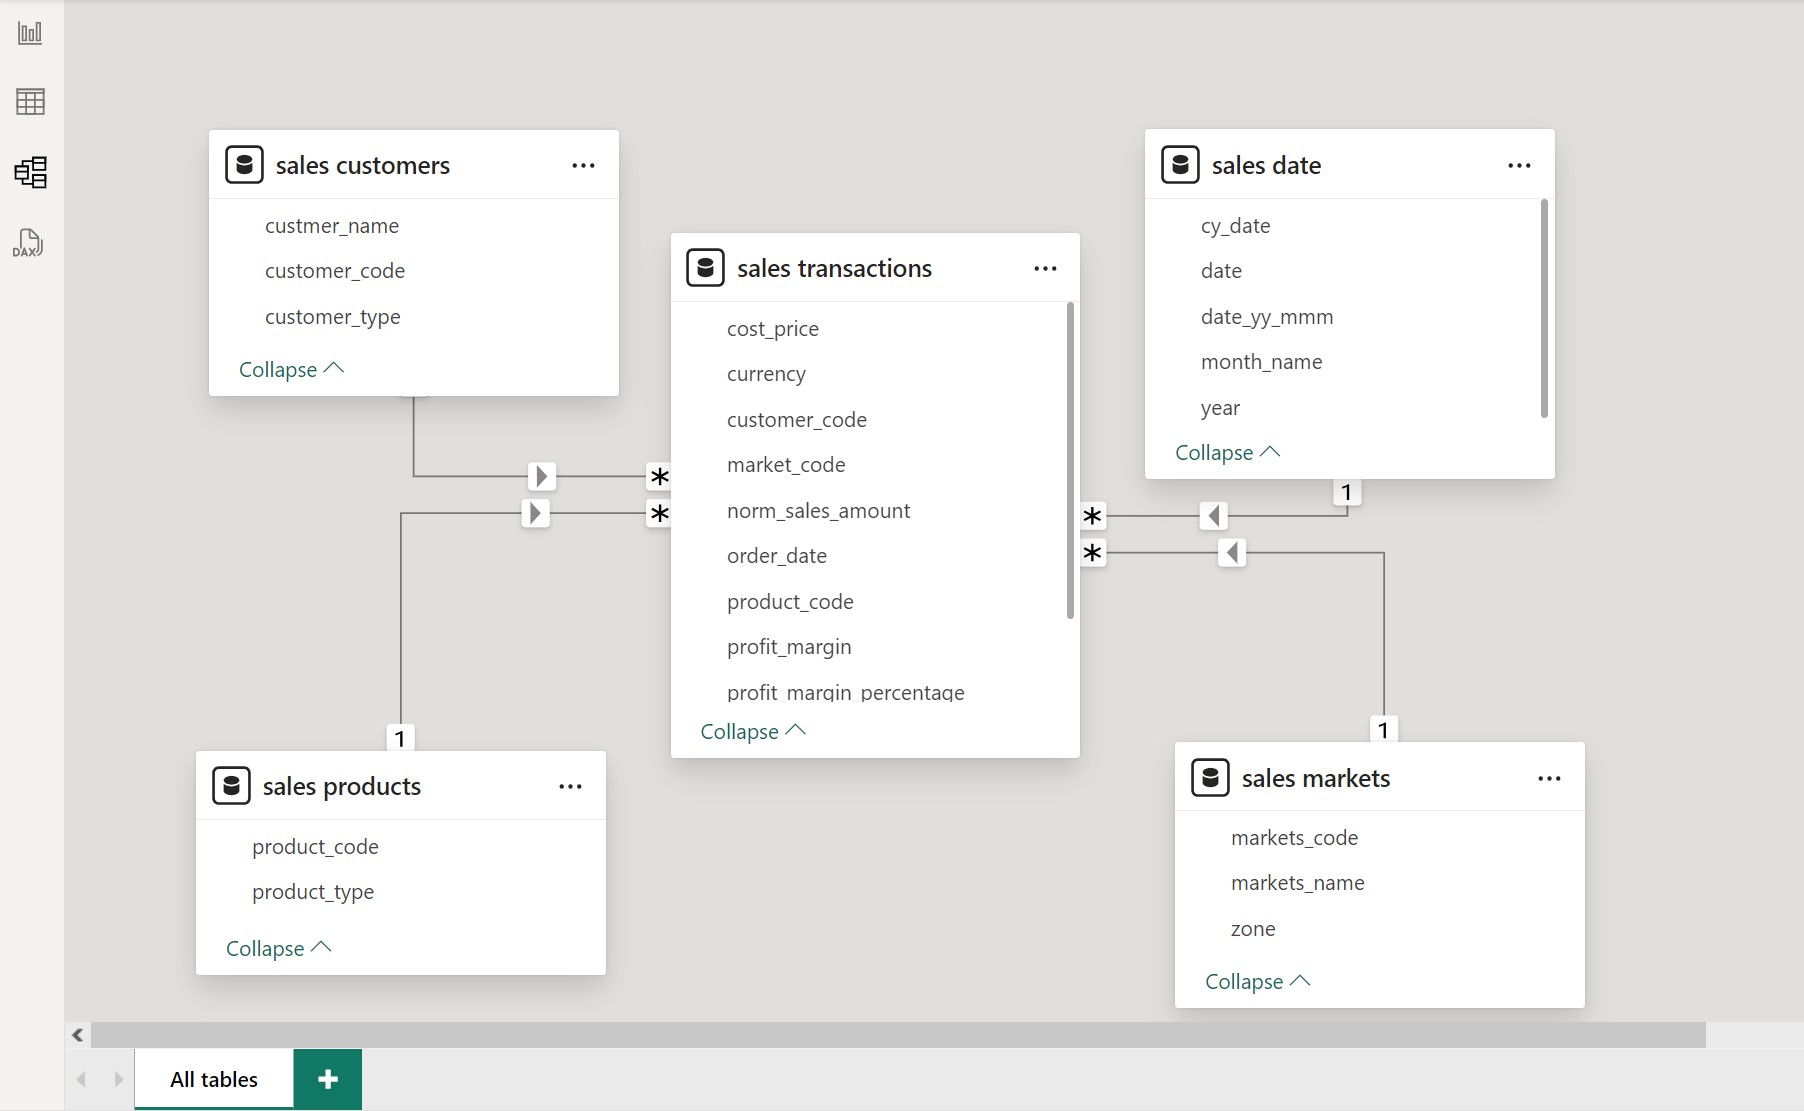 DAX
sales customers
custmer_name
customer_code
customer_type
Collapse
sales transactions
cost_price
currency
customer_code
market_code
norm_sales_amount
order_date
product_code
profit_margin
profit_margin_percentage
Collapse
sales date
cy_date
date
date_yy_mmm
month_name
year
Collapse
*
*
*
*
1
1
1
sales products
product_code
product_type
Collapse
sales markets
markets_code
markets_name
zone
Collapse
All tables